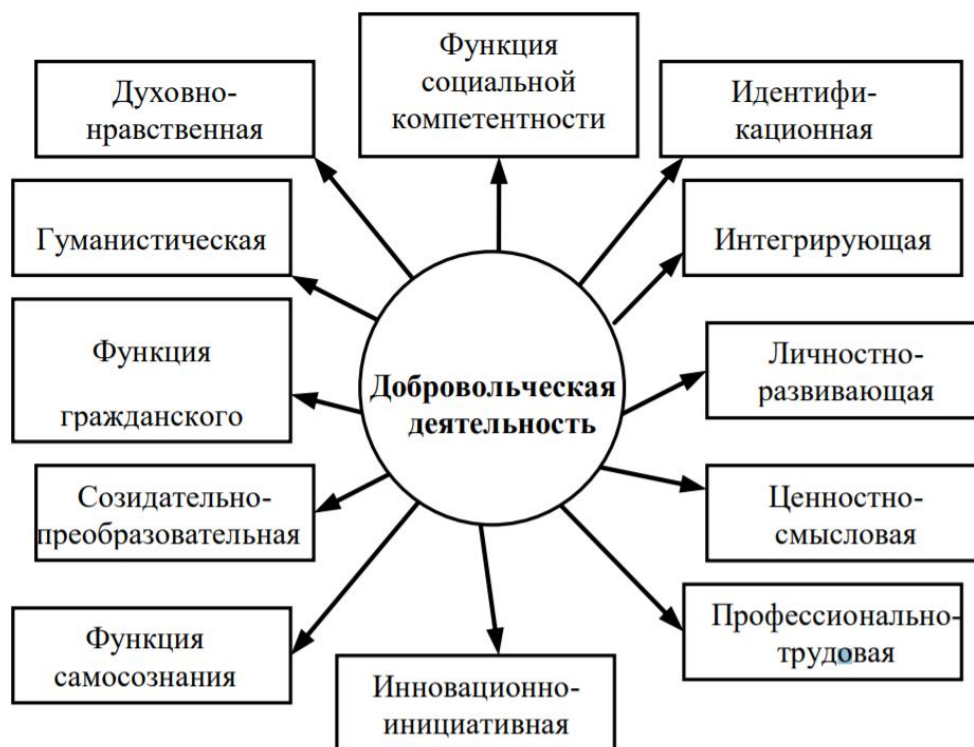 Функция
социальной
компетентности
Духовно-
нравственная
Идентифи-
кационная
Гуманистическая
Интегрирующая
Функция
гражданского
Личностно-
развивающая
Добровольческая
деятельность
Созидательно-
преобразовательная
Ценностно-
смысловая
Функция
самосознания
Профессионально-
трудовая
Инновационно-
инициативная